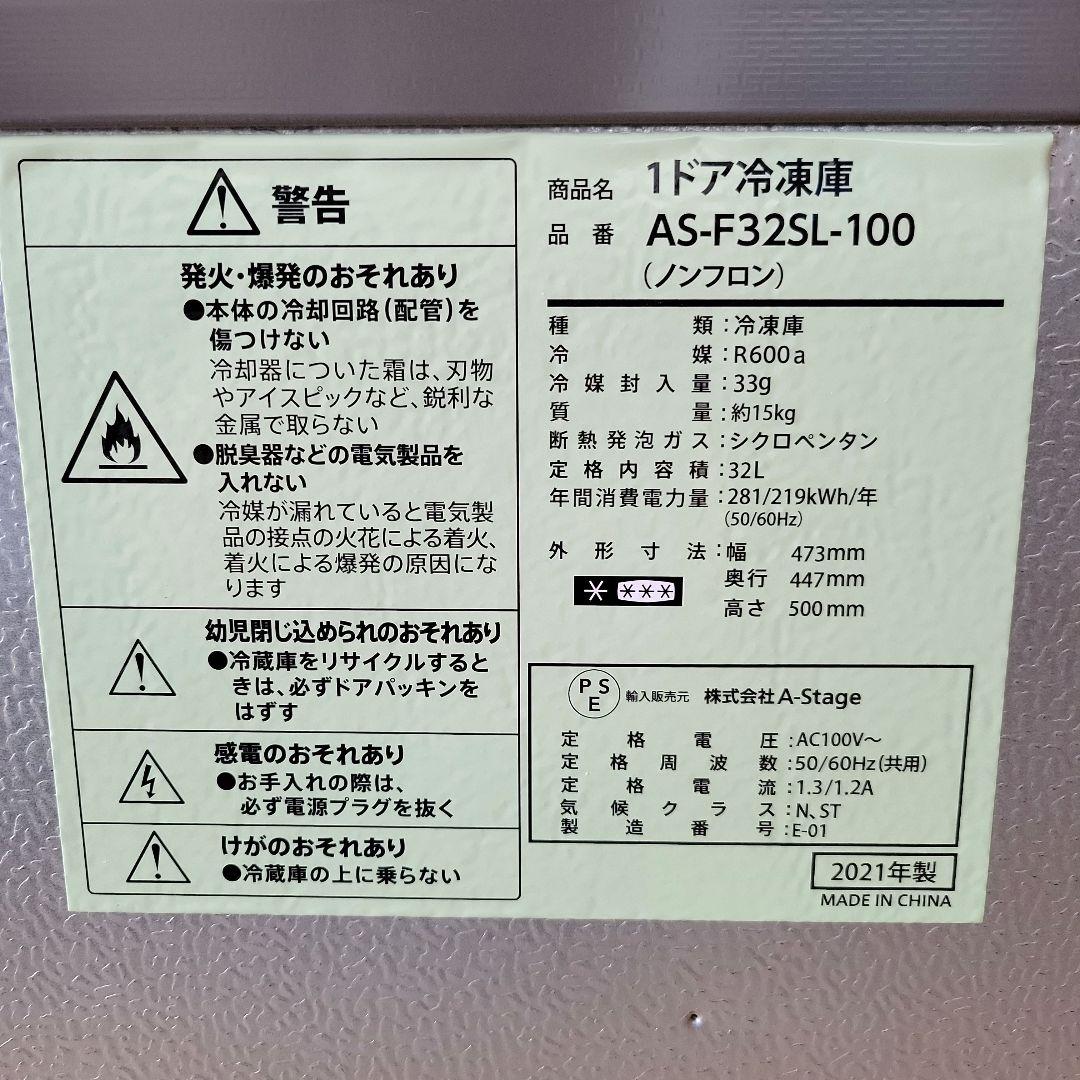 警告
発火・爆発のおそれあり
●本体の冷却回路(配管)を
傷つけない
冷却器についた霜は、刃物
やアイスピックなど、鋭利な
金属で取らない
●脱臭器などの電気製品を
入れない
冷媒が漏れていると電気製
品の接点の火花による着火、
着火による爆発の原因にな
ります
幼児閉じ込められのおそれあり
●冷蔵庫をリサイクルすると
きは、必ずドアパッキンを
はずす
感電のおそれあり
●お手入れの際は、
必ず電源プラグを抜く
けがのおそれあり
●冷蔵庫の上に乗らない
商品名 1ドア冷凍庫
品番 AS-F32SL-100
(ノンフロン)
種類:冷凍庫
冷媒:R600a
冷媒封入量:33g
質量:約15kg
断熱発泡ガス:シクロペンタン
定格内容積:32L
年間消費電力量:281/219kWh/年
(50/60Hz)
外形寸法:幅 473mm
奥行 447mm
高さ 500mm
PSE 輸入販売元 株式会社A-Stage
定格電圧:AC100V～
定格周波数:50/60Hz(共用)
定格電流:1.3/1.2A
気候クラス:N、ST
製造番号:E-01
2021年製
MADE IN CHINA